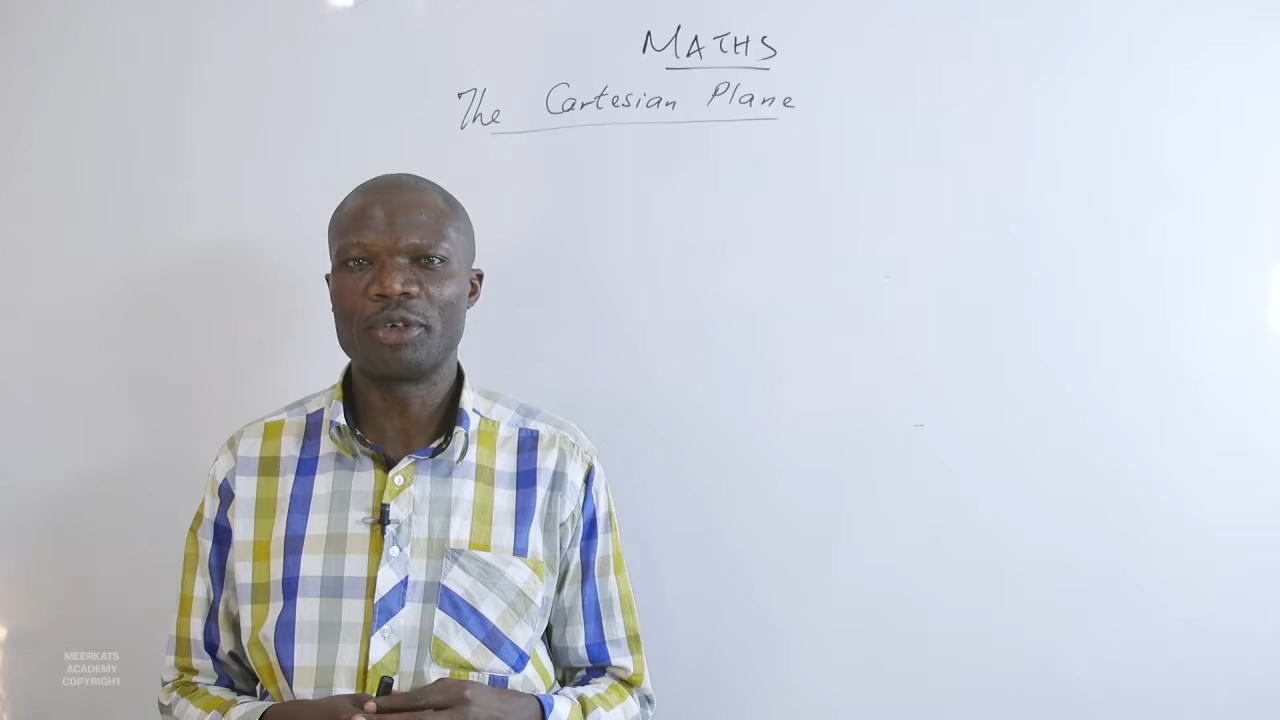 MATHS
The Cartesian Plane
MEERKATS
ACADEMY
COPYRIGHT